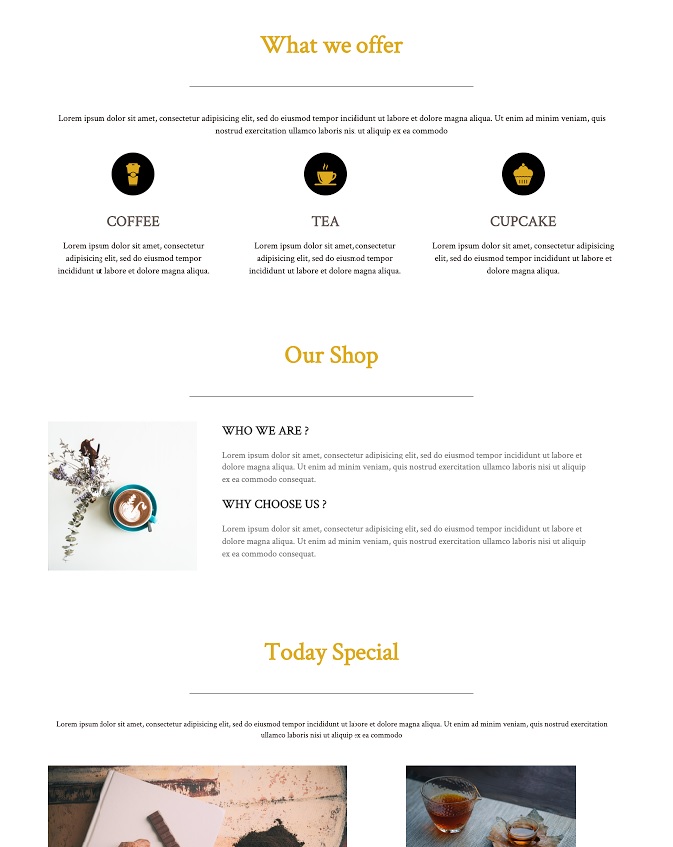 What we offer
Lorem ipsum dolor sit amet, consectetur adipisicing elit, sed do eiusmod tempor incididunt ut labore et dolore magna aliqua. Ut enim ad minim veniam, quis
nostrud exercitation ullamco laboris nisi ut aliquip ex ea commodo
COFFEE
Lorem ipsum dolor sit amet, consectetur
adipisicing elit, sed do eiusmod tempor
incididunt ut labore et dolore magna aliqua.
TEA
Lorem ipsum dolor sit amet, consectetur
adipisicing elit, sed do eiusmod tempor
incididunt ut labore et dolore magna aliqua.
CUPCAKE
Lorem ipsum dolor sit amet, consectetur adipisicing
elit, sed do eiusmod tempor incididunt ut labore et
dolore magna aliqua.
Our Shop
WHO WE ARE ?
Lorem ipsum dolor sit amet, consectetur adipisicing elit, sed do eiusmod tempor incididunt ut labore et
dolore magna aliqua. Ut enim ad minim veniam, quis nostrud exercitation ullamco laboris nisi ut aliquip
ex ea commodo consequat.
WHY CHOOSE US ?
Lorem ipsum dolor sit amet, consectetur adipisicing elit, sed do eiusmod tempor incididunt ut labore et
dolore magna aliqua. Ut enim ad minim veniam, quis nostrud exercitation ullamco laboris nisi ut aliquip
ex ea commodo consequat.
Today Special
Lorem ipsum dolor sit amet, consectetur adipisicing elit, sed do eiusmod tempor incididunt ut labore et dolore magna aliqua. Ut enim ad minim veniam, quis nostrud exercitation
ullamco laboris nisi ut aliquip ex ea commodo